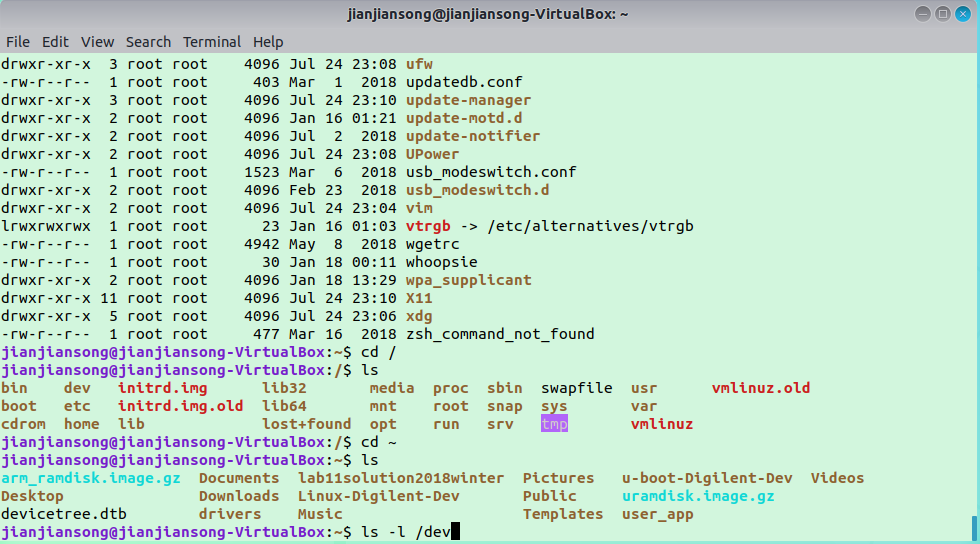 jianjiansong@jianjiansong-VirtualBox: ~
File Edit View Search Terminal Help
drwxr-xr-x  3 root root    4096 Jul 24 23:08 ufw
-rw-r--r--  1 root root     403 Mar  1  2018 updatedb.conf
drwxr-xr-x  3 root root    4096 Jul 24 23:10 update-manager
drwxr-xr-x  2 root root    4096 Jan 16 01:21 update-motd.d
drwxr-xr-x  2 root root    4096 Jul  2  2018 update-notifier
drwxr-xr-x  2 root root    4096 Jul 24 23:08 UPower
-rw-r--r--  1 root root    1523 Mar  6  2018 usb_modeswitch.conf
drwxr-xr-x  2 root root    4096 Feb 23  2018 usb_modeswitch.d
drwxr-xr-x  2 root root    4096 Jul 24 23:04 vim
lrwxrwxrwx  1 root root      23 Jan 16 01:03 vtrgb -> /etc/alternatives/vtrgb
-rw-r--r--  1 root root    4942 May  8  2018 wgetrc
-rw-r--r--  1 root root      30 Jan 18 00:11 whoopsie
drwxr-xr-x  2 root root    4096 Jan 18 13:29 wpa_supplicant
drwxr-xr-x 11 root root    4096 Jul 24 23:10 X11
drwxr-xr-x  5 root root    4096 Jul 24 23:06 xdg
-rw-r--r--  1 root root     477 Mar 16  2018 zsh_command_not_found
jianjiansong@jianjiansong-VirtualBox:~$ cd /
jianjiansong@jianjiansong-VirtualBox:/$ ls
bin    dev   initrd.img      lib32       media  proc  sbin  swapfile  usr      vmlinuz.old
boot   etc   initrd.img.old  lib64       mnt    root  snap  sys       var
cdrom  home  lib             lost+found  opt    run   srv   tmp       vmlinuz
jianjiansong@jianjiansong-VirtualBox:/$ cd ~
jianjiansong@jianjiansong-VirtualBox:~$ ls
arm_ramdisk.image.gz  Documents  lab11solution2018winter  Pictures   u-boot-Digilent-Dev  Videos
Desktop               Downloads  Linux-Digilent-Dev       Public     uramdisk.image.gz
devicetree.dtb        drivers    Music                    Templates  user_app
jianjiansong@jianjiansong-VirtualBox:~$ ls -l /dev